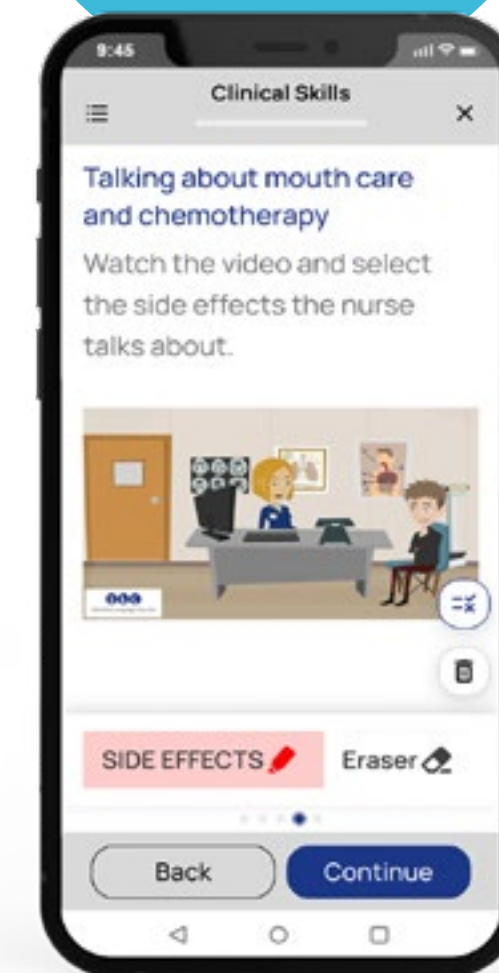 9:45
Clinical Skills
Talking about mouth care
and chemotherapy
Watch the video and select
the side effects the nurse
talks about.
SIDE EFFECTS
Eraser
Back
Continue